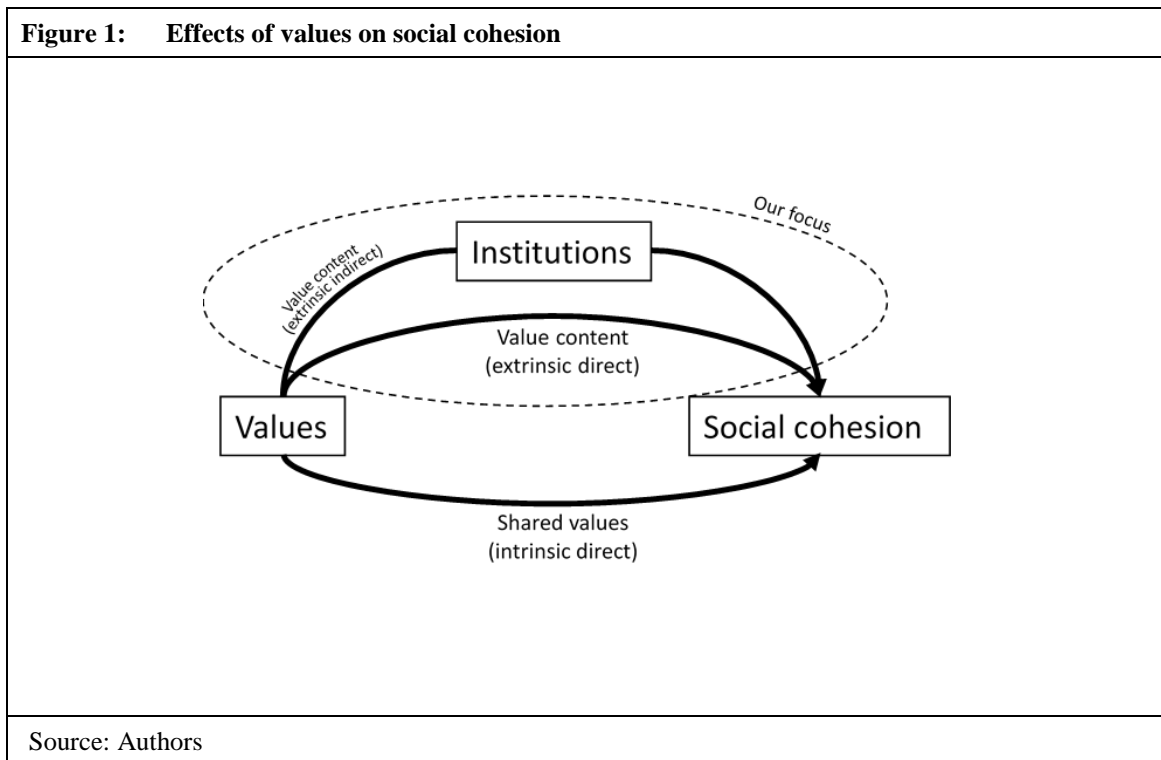 Figure 1: Effects of values on social cohesion
Our focus
Institutions
Value content
(extrinsic indirect)
Value content
(extrinsic direct)
Values
Social cohesion
Shared values
(intrinsic direct)
Source: Authors